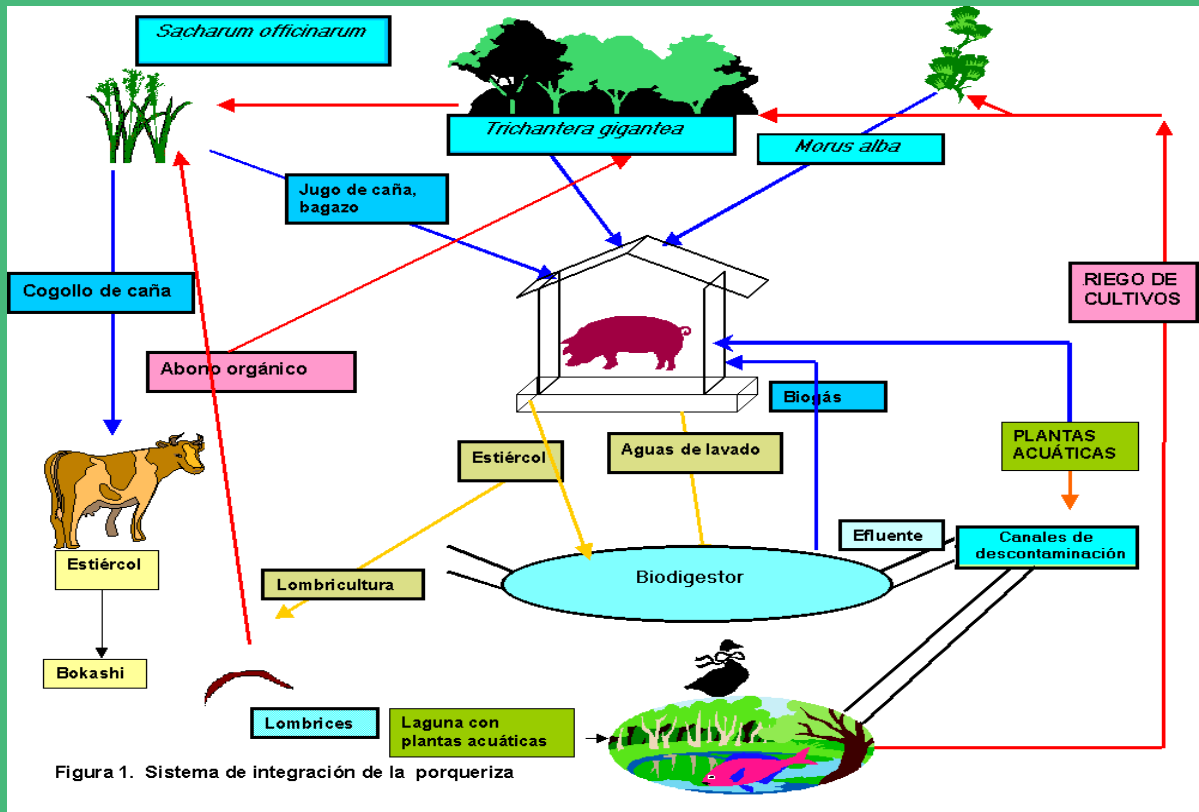 Sacharum officinarum
Trichantera gigantea
Morus alba
Jugo de caña,
bagazo
Cogollo de caña
RIEGO DE
CULTIVOS
Abono orgánico
Biogás
Estiércol
Aguas de lavado
PLANTAS
ACUÁTICAS
Efluente
Canales de
descontaminación
Estiércol
Lombricultura
Biodigestor
Bokashi
Lombrices
Laguna con
plantas acuáticas
Figura 1. Sistema de integración de la porqueriza